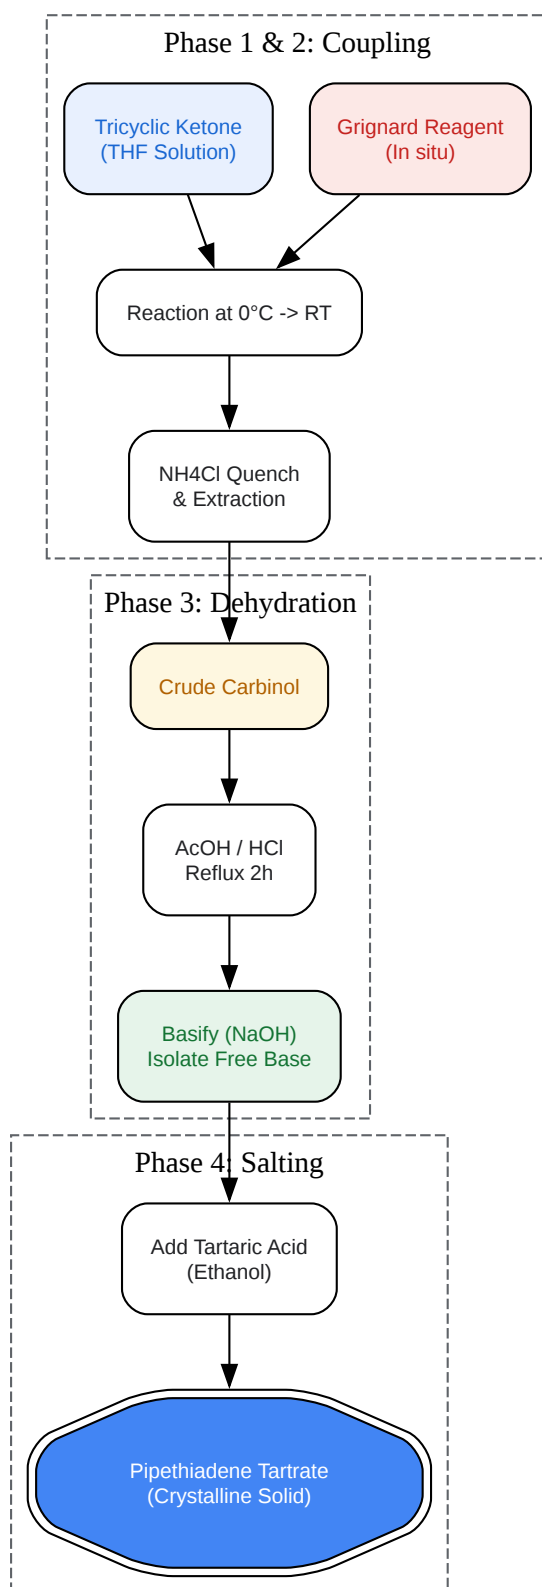 Phase 1 & 2: Coupling
Tricyclic Ketone
(THF Solution)
Grignard Reagent
(In situ)
Reaction at 0°C -> RT
NH4Cl Quench
& Extraction
Phase 3: Dehydration
Crude Carbinol
AcOH / HCl
Reflux 2h
Basify (NaOH)
Isolate Free Base
Phase 4: Salting
Add Tartaric Acid
(Ethanol)
Pipethiadene Tartrate
(Crystalline Solid)